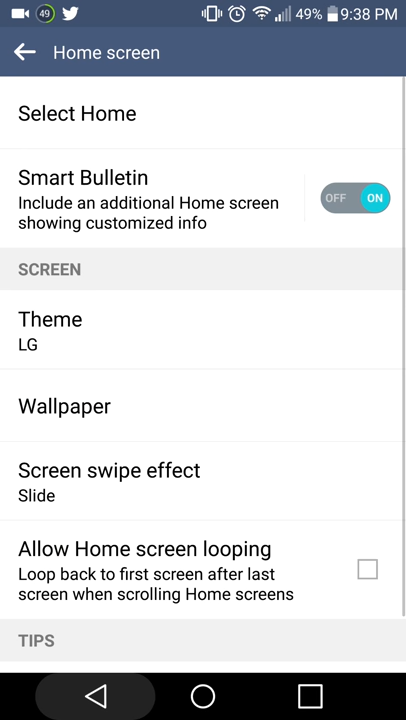 49 49% 9:38 PM
Home screen
Select Home
Smart Bulletin
Include an additional Home screen
showing customized info
OFF ON
SCREEN
Theme
LG
Wallpaper
Screen swipe effect
Slide
Allow Home screen looping
Loop back to first screen after last
screen when scrolling Home screens
TIPS